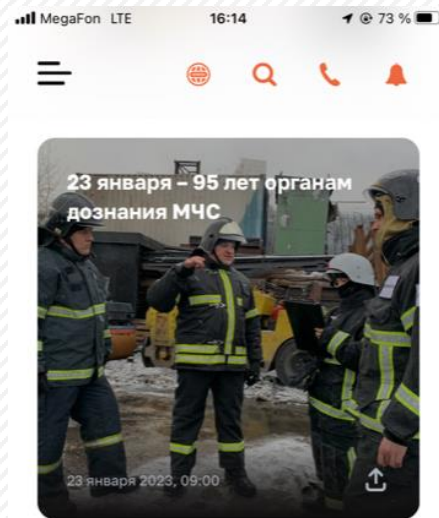 MegaFon LTE 16:14 73 %
23 января – 95 лет органам
дознания МЧС
23 января 2023, 09:00